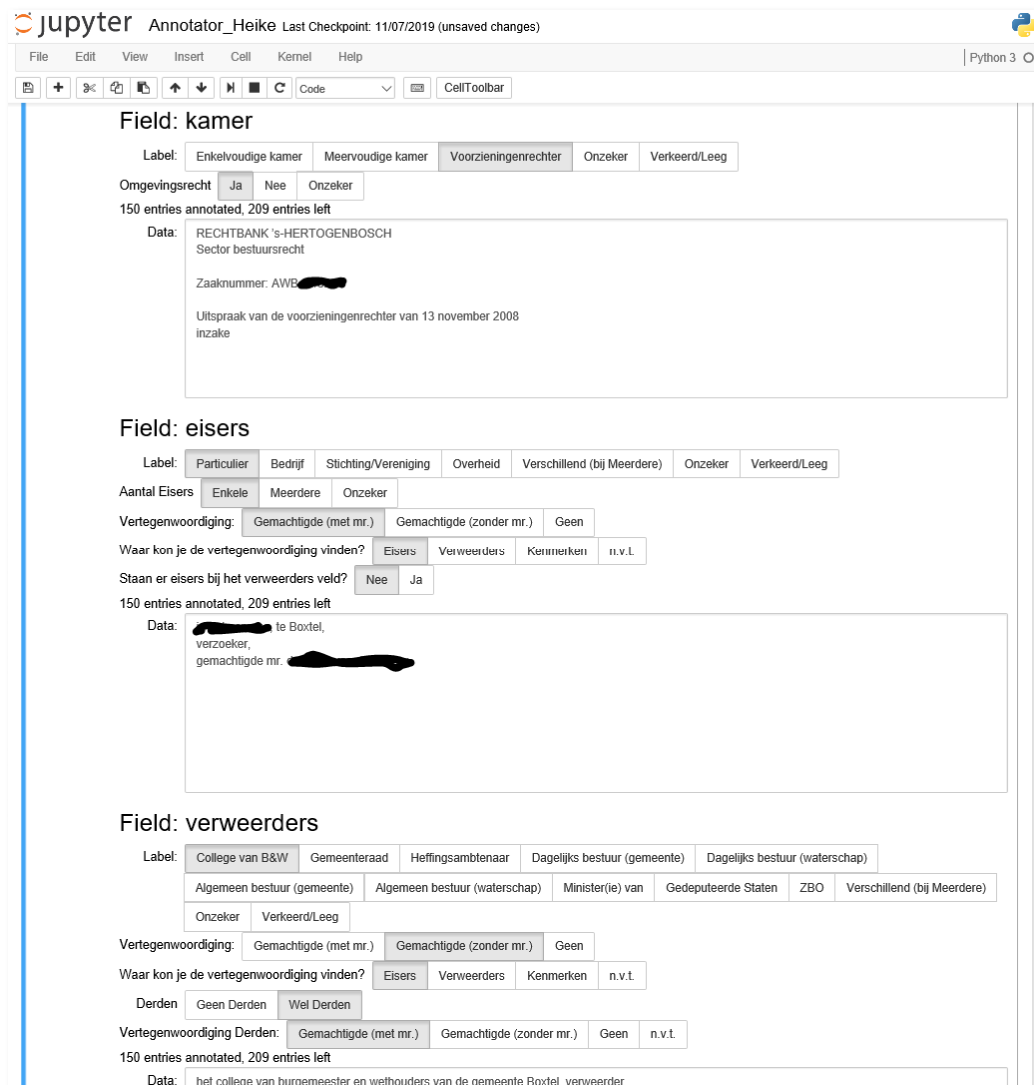 jupyter Annotator_Heike Last Checkpoint: 11/07/2019 (unsaved changes)
File Edit View Insert Cell Kernel Help Python 3
Code CellToolbar
Field: kamer
Label: Enkelvoudige kamer Meervoudige kamer Voorzieningenrechter Onzeker Verkeerd/Leeg
Omgevingsrecht Ja Nee Onzeker
150 entries annotated, 209 entries left
Data: RECHTBANK 's-HERTOGENBOSCH
Sector bestuursrecht
Zaaknummer: AWB
Uitspraak van de voorzieningenrechter van 13 november 2008
inzake
Field: eisers
Label: Particulier Bedrijf Stichting/Vereniging Overheid Verschillend (bij Meerdere) Onzeker Verkeerd/Leeg
Aantal Eisers Enkele Meerdere Onzeker
Vertegenwoordiging: Gemachtigde (met mr.) Gemachtigde (zonder mr.) Geen
Waar kon je de vertegenwoordiging vinden? Eisers Verweerders Kenmerken n.v.t.
Staan er eisers bij het verweerders veld? Nee Ja
150 entries annotated, 209 entries left
Data: , te Boxtel,
verzoeker,
gemachtigde mr.
Field: verweerders
Label: College van B&W Gemeenteraad Heffingsambtenaar Dagelijks bestuur (gemeente) Dagelijks bestuur (waterschap)
Algemeen bestuur (gemeente) Algemeen bestuur (waterschap) Minister(ie) van Gedeputeerde Staten ZBO Verschillend (bij Meerdere)
Onzeker Verkeerd/Leeg
Vertegenwoordiging: Gemachtigde (met mr.) Gemachtigde (zonder mr.) Geen
Waar kon je de vertegenwoordiging vinden? Eisers Verweerders Kenmerken n.v.t.
Derden Geen Derden Wel Derden
Vertegenwoordiging Derden: Gemachtigde (met mr.) Gemachtigde (zonder mr.) Geen n.v.t.
150 entries annotated, 209 entries left
Data: het college van burgemeester en wethouders van de gemeente Boxtel, verweerder